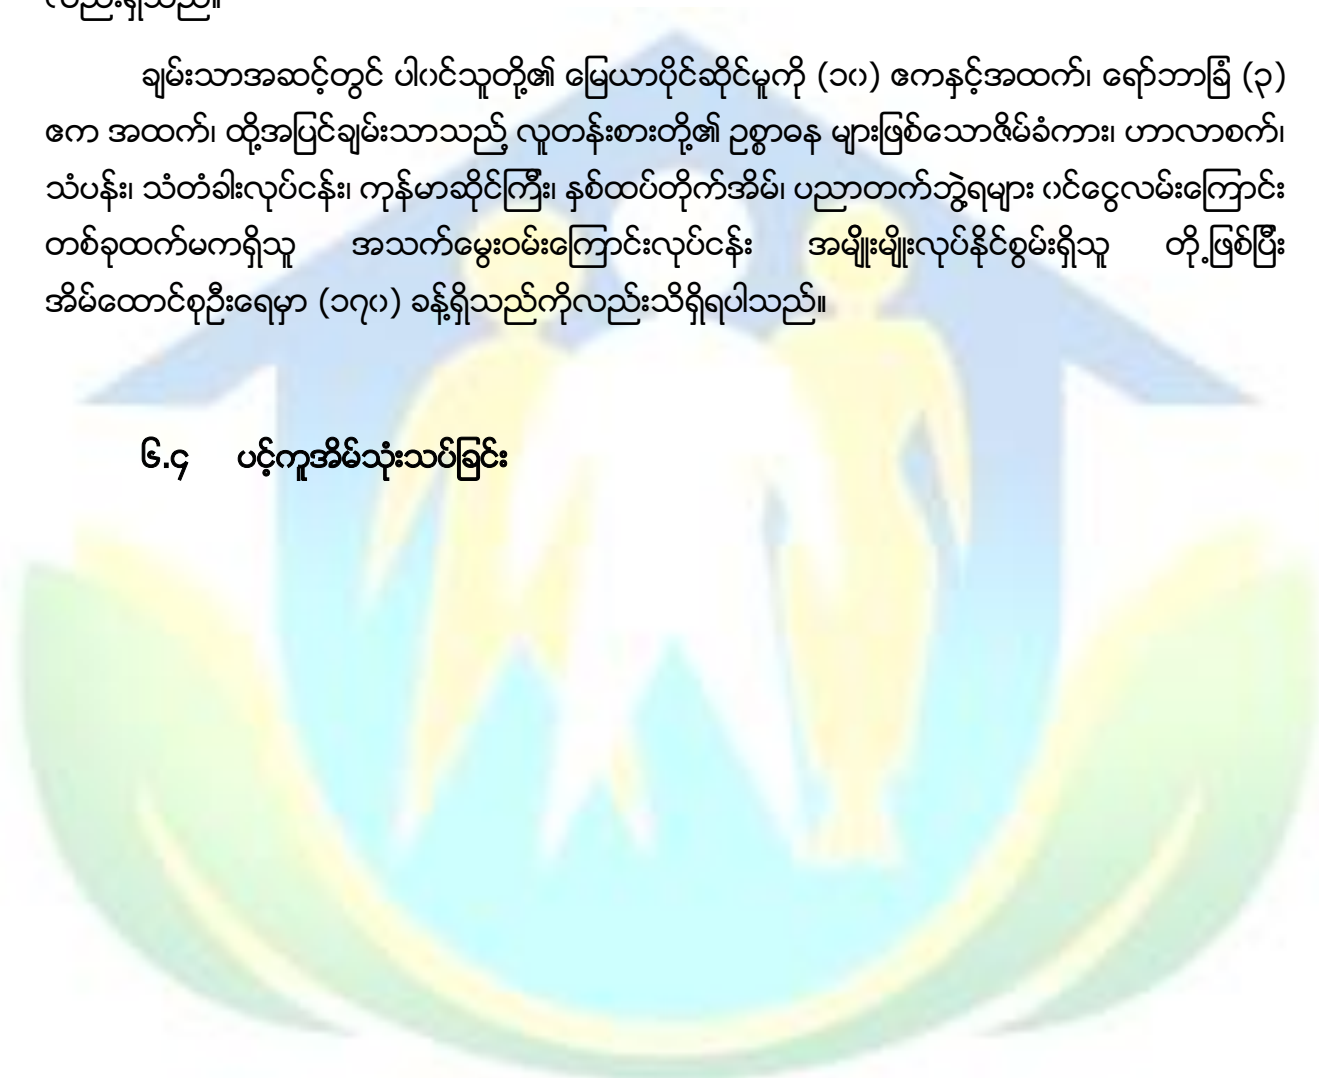 လည်းရှိသည်။
ချမ်းသာအဆင့်တွင် ပါ၀င်သူတို့၏ မြေယာပိုင်ဆိုင်မူကို (၁၀) ဧကနှင့်အထက်၊ ရော်ဘာခြံ (၃)
ဧက အထက်၊ ထို့အပြင်ချမ်းသာသည့် လူတန်းစားတို့၏ ဥစ္စာဓန များဖြစ်သောဇိမ်ခံကား၊ ဟာလာစက်၊
သံပန်း၊ သံတံခါးလုပ်ငန်း၊ ကုန်မာဆိုင်ကြီး၊ နှစ်ထပ်တိုက်အိမ်၊ ပညာတက်ဘွဲ့ရများ ၀င်ငွေလမ်းကြောင်း
တစ်ခုထက်မကရှိသူ အသက်မွေးဝမ်းကြောင်းလုပ်ငန်း အမျိုးမျိုးလုပ်နိုင်စွမ်းရှိသူ တို့ဖြစ်ပြီး
အိမ်ထောင်စုဦးရေမှာ (၁၇၀) ခန့်ရှိသည်ကိုလည်းသိရှိရပါသည်။
၆.၄ ပင့်ကူအိမ်သုံးသပ်ခြင်း